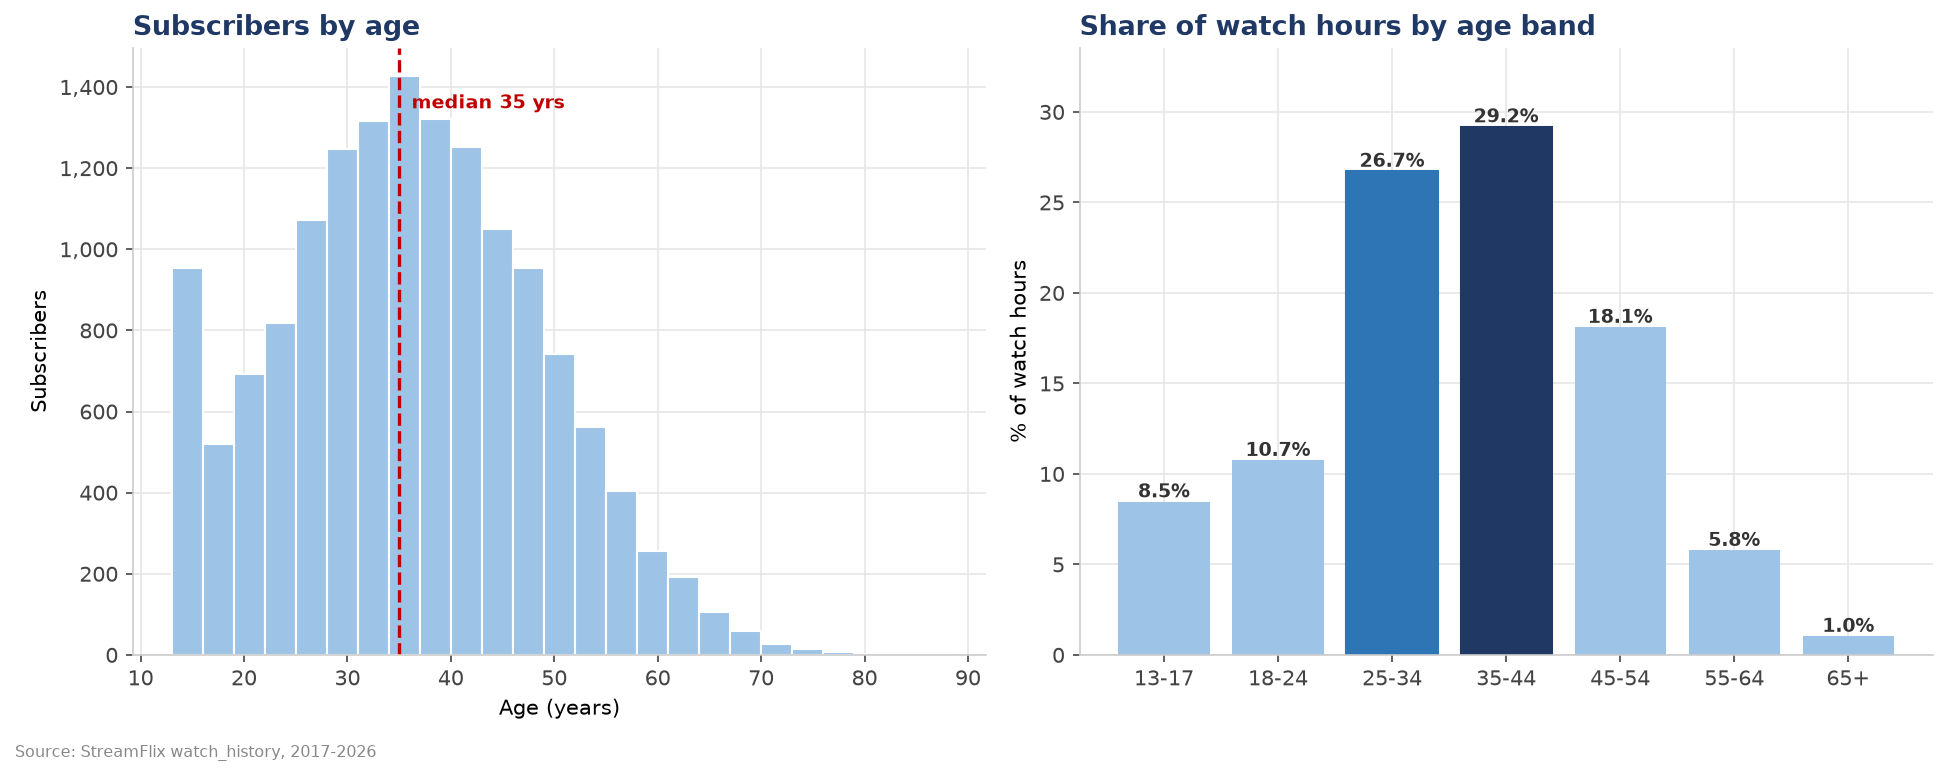 Subscribers by age
1,400
1,200
1,000
800
600
400
200
0
Subscribers
median 35 yrs
10 20 30 40 50 60 70 80 90
Age (years)
Share of watch hours by age band
30
25
20
15
10
5
0
% of watch hours
8.5%
10.7%
26.7%
29.2%
18.1%
5.8%
1.0%
13-17 18-24 25-34 35-44 45-54 55-64 65+
Source: StreamFlix watch_history, 2017-2026